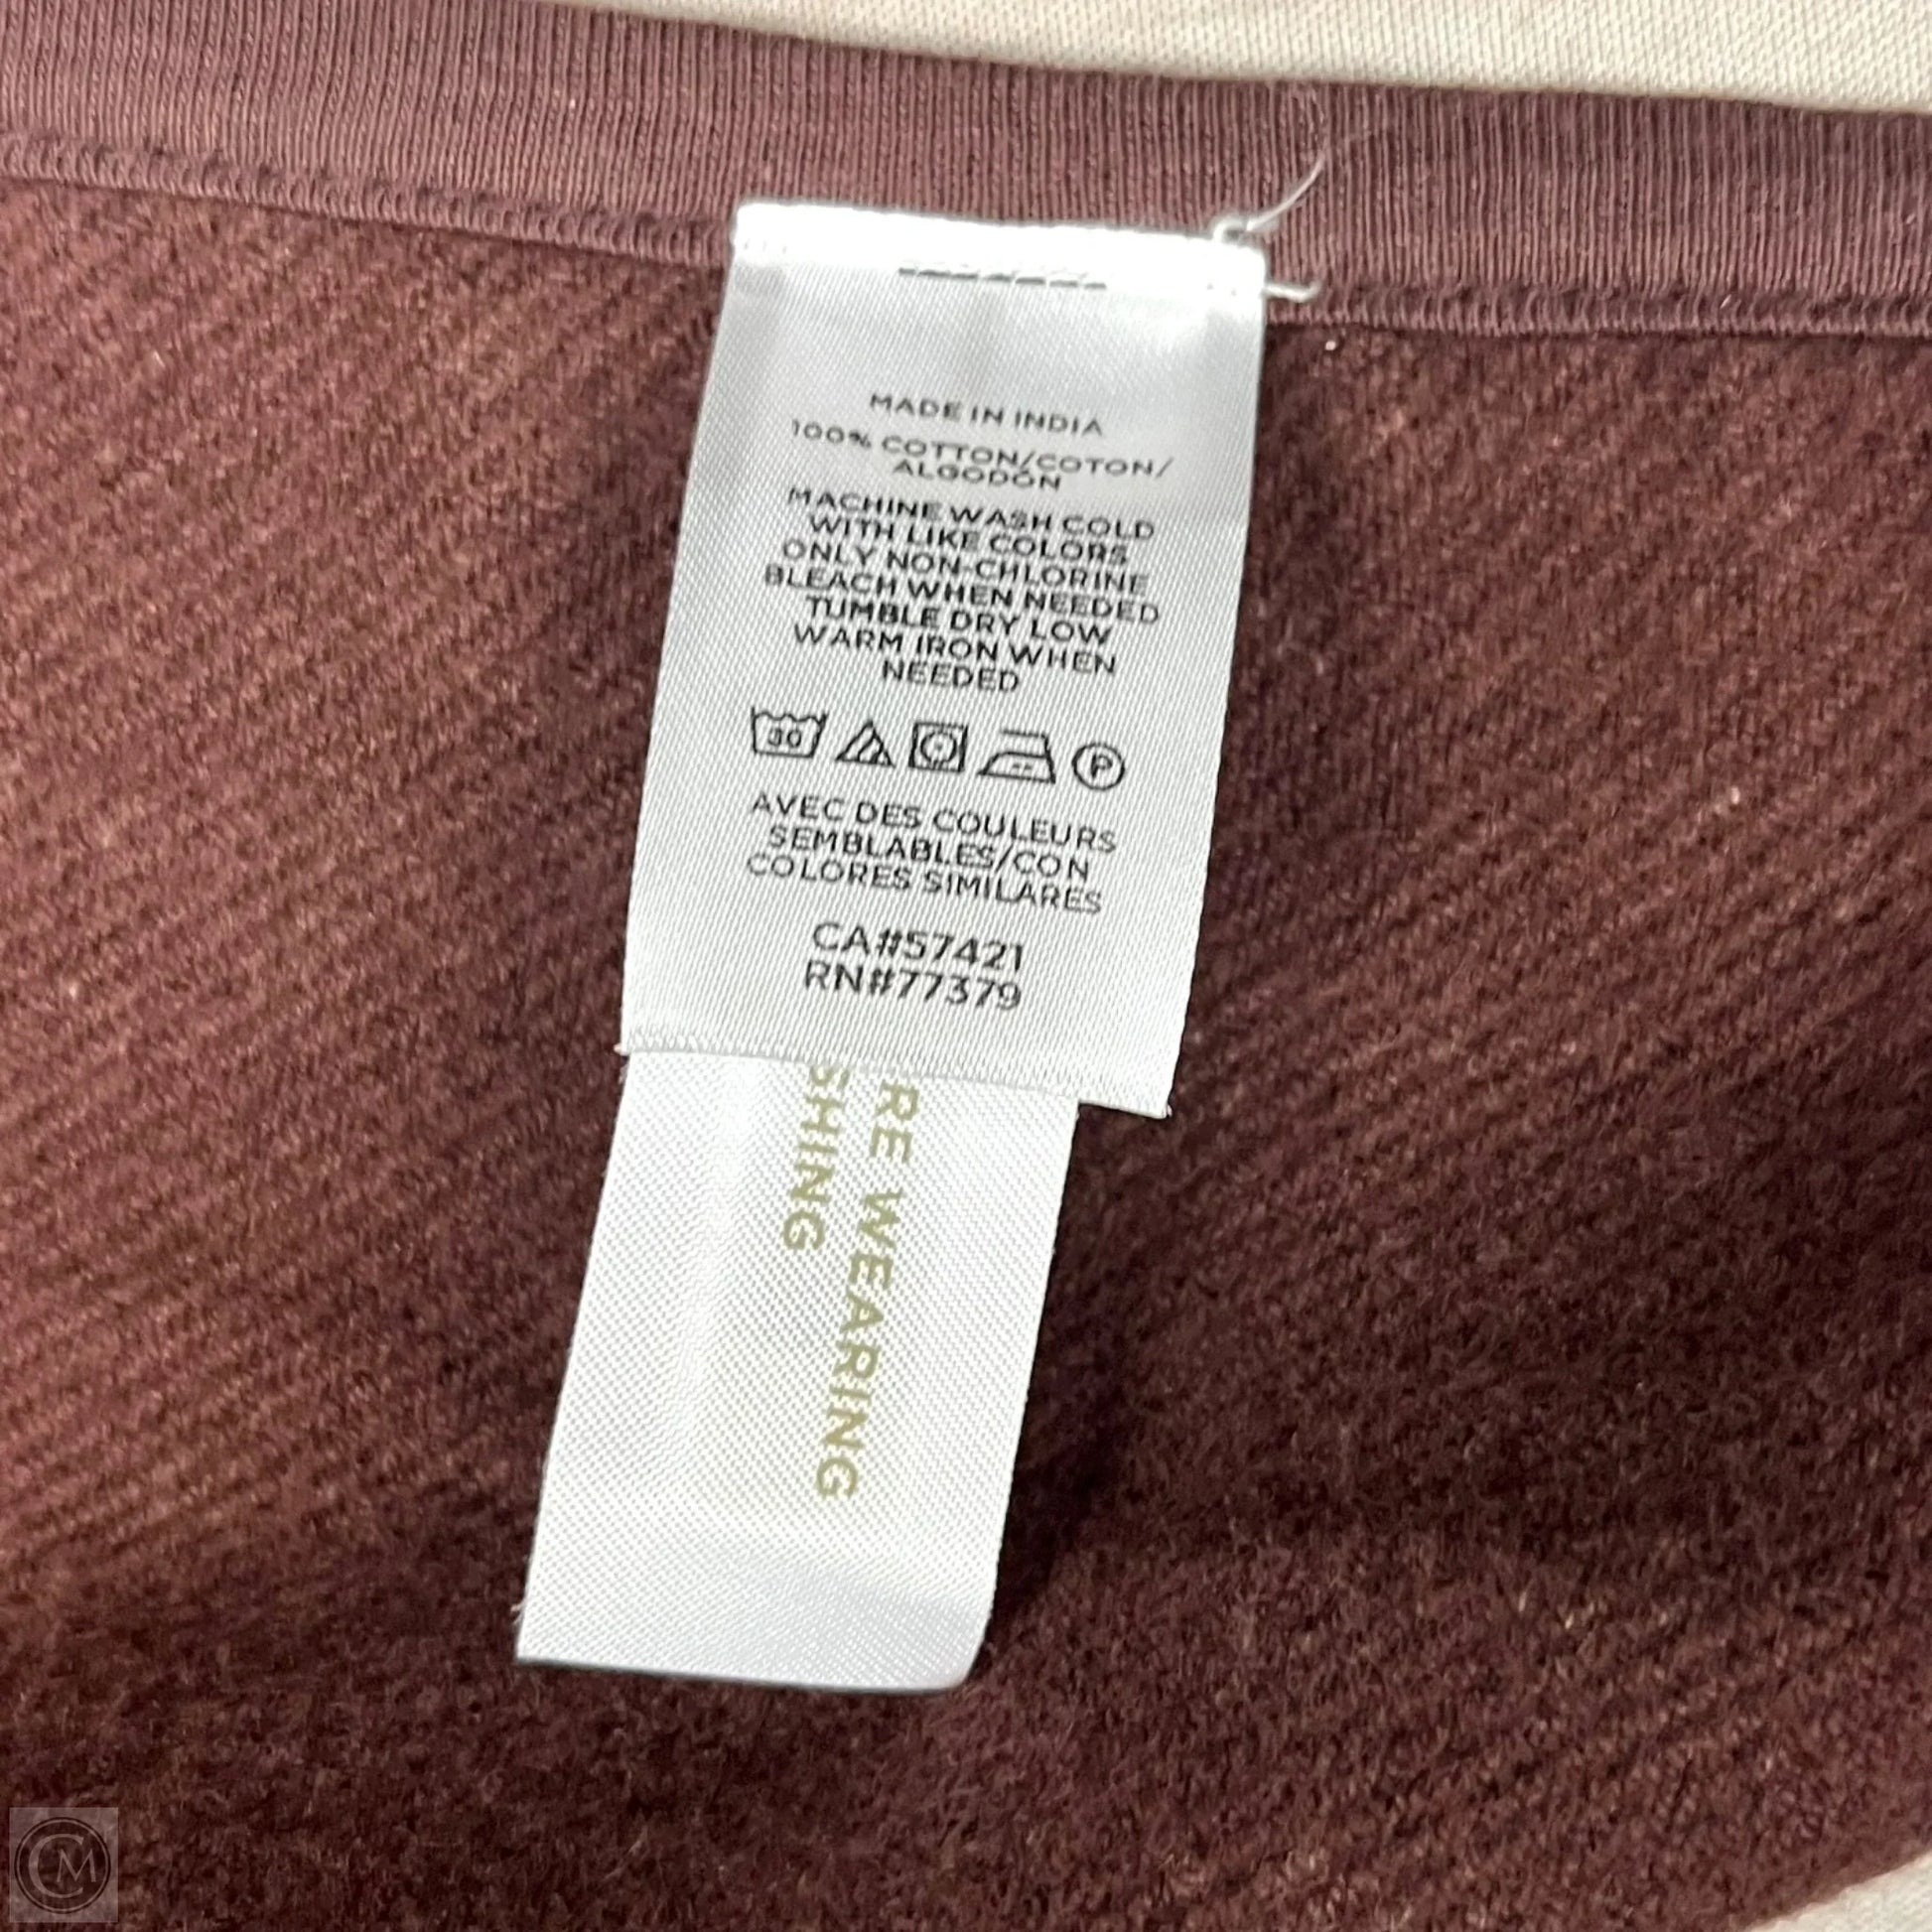 MADE IN INDIA
100% COTTON/COTON/
ALGODÓN
MACHINE WASH COLD
WITH LIKE COLORS
ONLY NON-CHLORINE
BLEACH WHEN NEEDED
TUMBLE DRY LOW
WARM IRON WHEN
NEEDED
30
P
AVEC DES COULEURS
SEMBLABLES/CON
COLORES SIMILARES
CA#57421
RN#77379
RE WEARING
SHING
CM